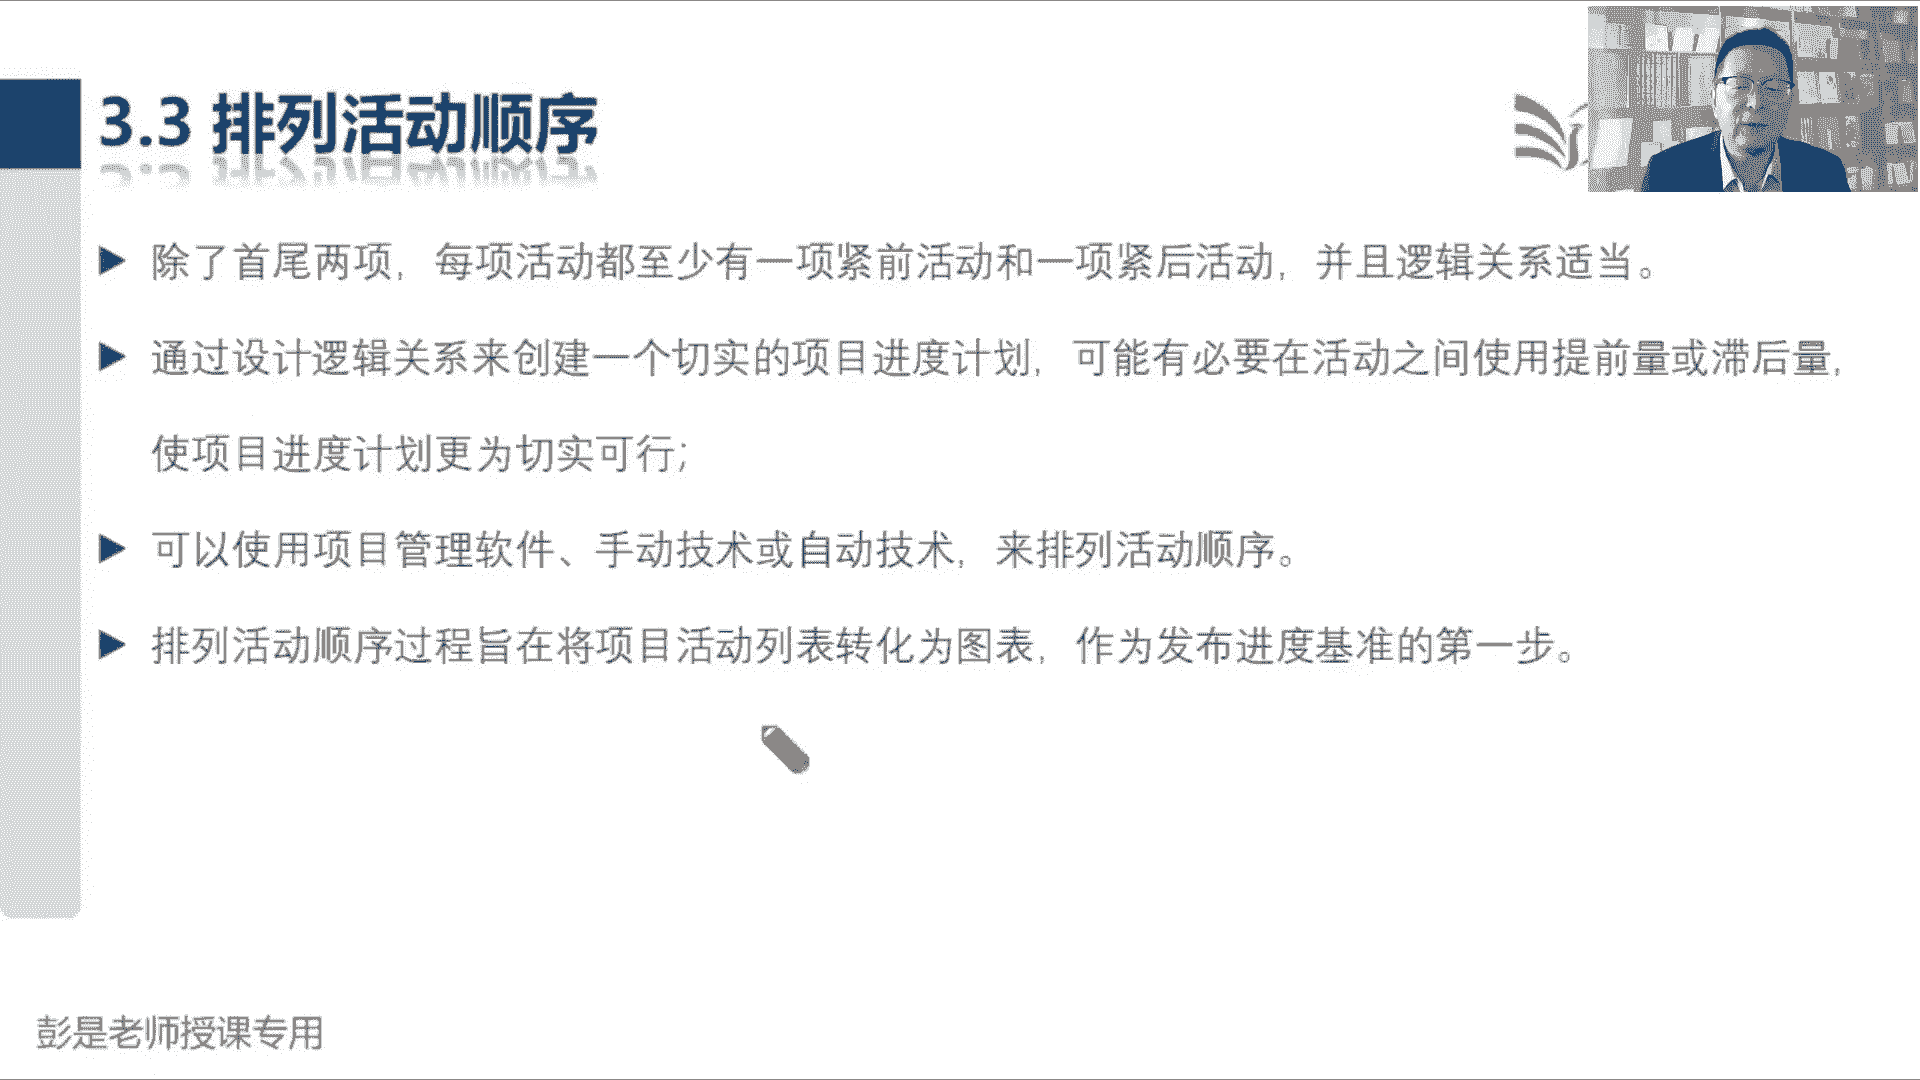 3.3 排列活动顺序
除了首尾两项，每项活动都至少有一项紧前活动和一项紧后活动，并且逻辑关系适当。
通过设计逻辑关系来创建一个切实的项目进度计划，可能有必要在活动之间使用提前量或滞后量，
使项目进度计划更为切实可行；
可以使用项目管理软件、手动技术或自动技术，来排列活动顺序。
排列活动顺序过程旨在将项目活动列表转化为图表，作为发布进度基准的第一步。
彭是老师授课专用